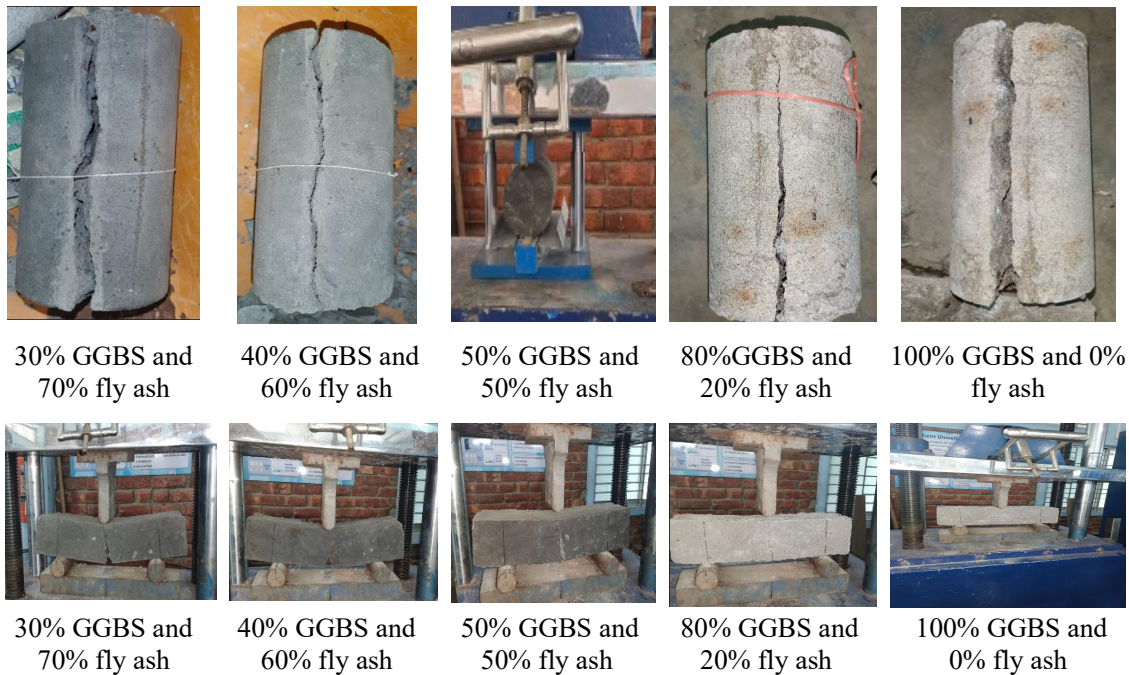 30% GGBS and
70% fly ash
40% GGBS and
60% fly ash
50% GGBS and
50% fly ash
80%GGBS and
20% fly ash
100% GGBS and 0%
fly ash
hern Univer
30% GGBS and
70% fly ash
40% GGBS and
60% fly ash
50% GGBS and
50% fly ash
80% GGBS and
20% fly ash
100% GGBS and
0% fly ash